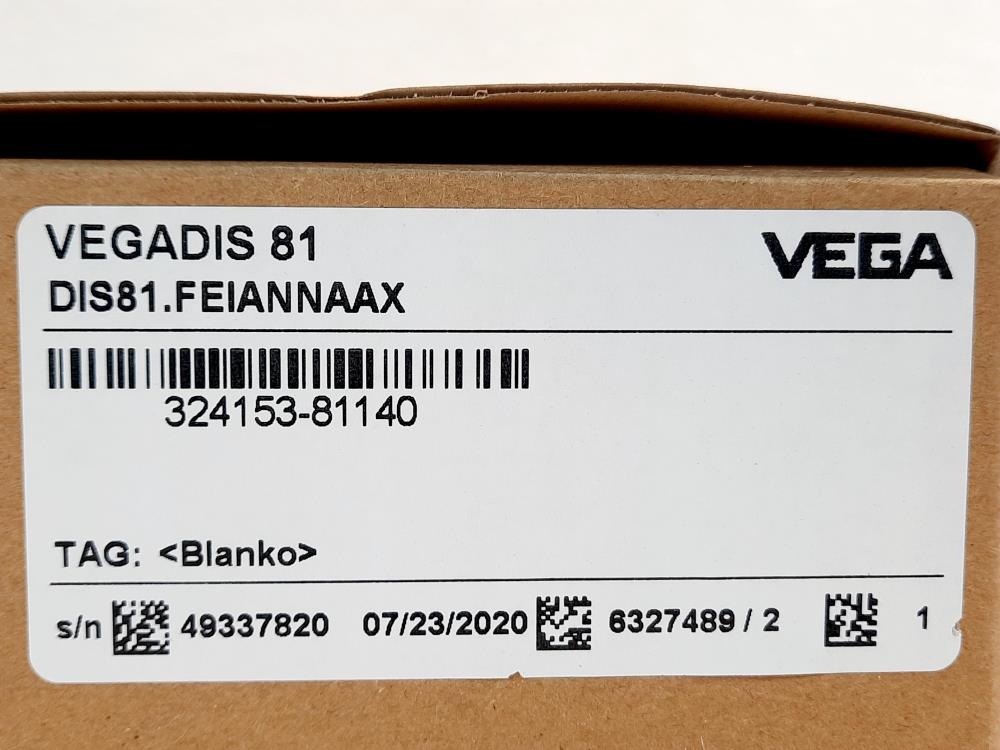 VEGADIS 81
VEGA
DIS81.FEIANNAAX
324153-81140
TAG: <Blanko>
s/n 49337820 07/23/2020 6327489 / 2 1